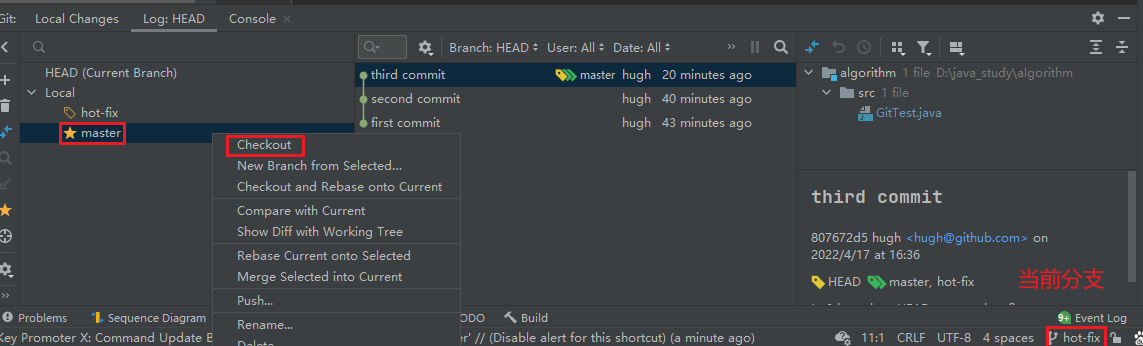 Git: Local Changes Log: HEAD Console
HEAD (Current Branch)
Local
hot-fix
master
Checkout
New Branch from Selected...
Checkout and Rebase onto Current
Compare with Current
Show Diff with Working Tree
Rebase Current onto Selected
Merge Selected into Current
Push...
Rename...
Delete
Branch: HEAD User: All Date: All
third commit master hugh 20 minutes ago
second commit hugh 40 minutes ago
first commit hugh 43 minutes ago
algorithm 1 file D:\java_study\algorithm
src 1 file
GitTest.java
third commit
807672d5 hugh <hugh@github.com> on
2022/4/17 at 16:36
HEAD master, hot-fix
当前分支
Problems Sequence Diagram ODO Build 9+ Event Log
Key Promoter X: Command Update B er' // (Disable alert for this shortcut) (a minute ago) 11:1 CRLF UTF-8 4 spaces hot-fix